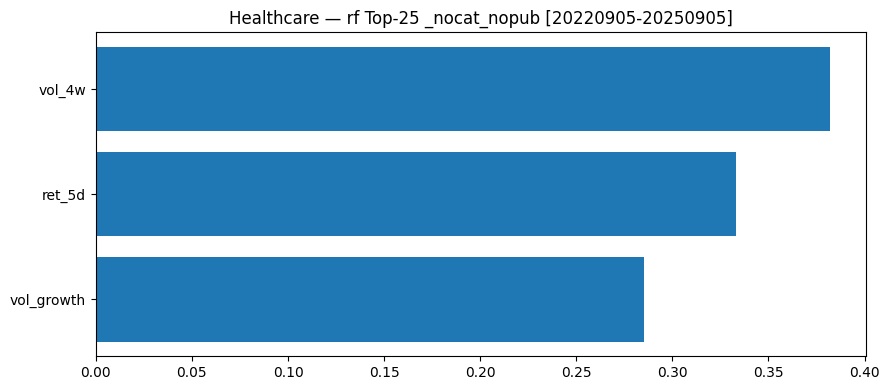 Healthcare — rf Top-25 _nocat_nopub [20220905-20250905]
vol_4w
ret_5d
vol_growth
0.00 0.05 0.10 0.15 0.20 0.25 0.30 0.35 0.40